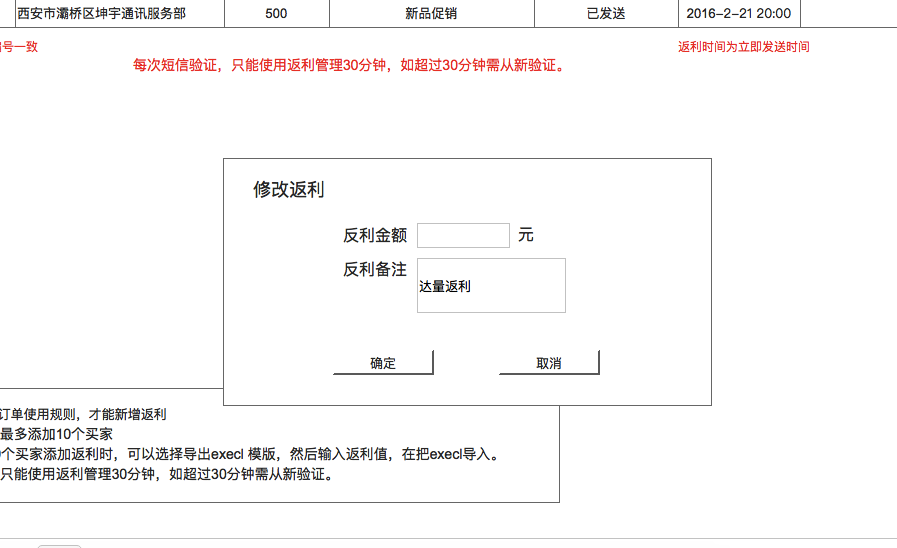 西安市灞桥区坤宇通讯服务部 500 新品促销 已发送 2016-2-21 20:00
号一致 返利时间为立即发送时间
每次短信验证，只能使用返利管理30分钟，如超过30分钟需从新验证。
修改返利
反利金额 元
反利备注 达量返利
确定 取消
订单使用规则，才能新增返利
最多添加10个买家
个买家添加返利时，可以选择导出execl 模版，然后输入返利值，在把execl导入。
只能使用返利管理30分钟，如超过30分钟需从新验证。